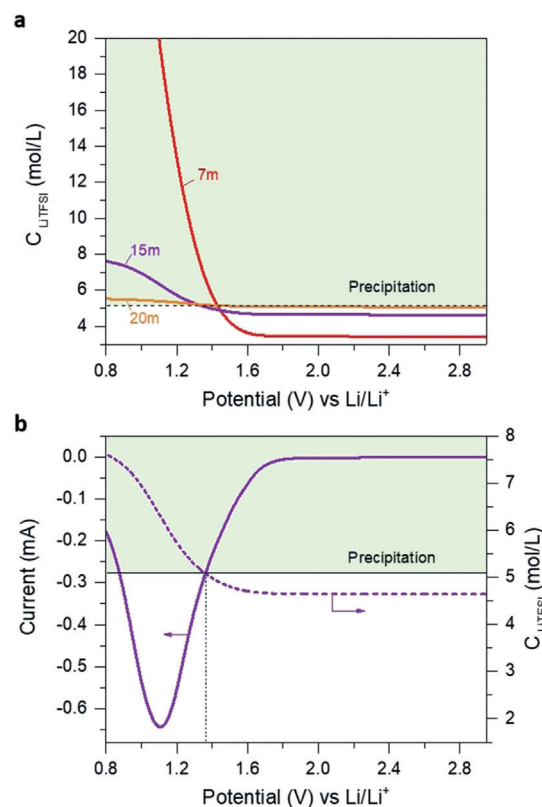 a
20
18
16
14
12
10
8
6
4
C LiTFSI (mol/L)
7m
15m
20m
Precipitation
0.8 1.2 1.6 2.0 2.4 2.8
Potential (V) vs Li/Li⁺
b
0.0
-0.1
-0.2
-0.3
-0.4
-0.5
-0.6
Current (mA)
Precipitation
8
7
6
5
4
3
2
C LiTFSI (mol/L)
0.8 1.2 1.6 2.0 2.4 2.8
Potential (V) vs Li/Li⁺